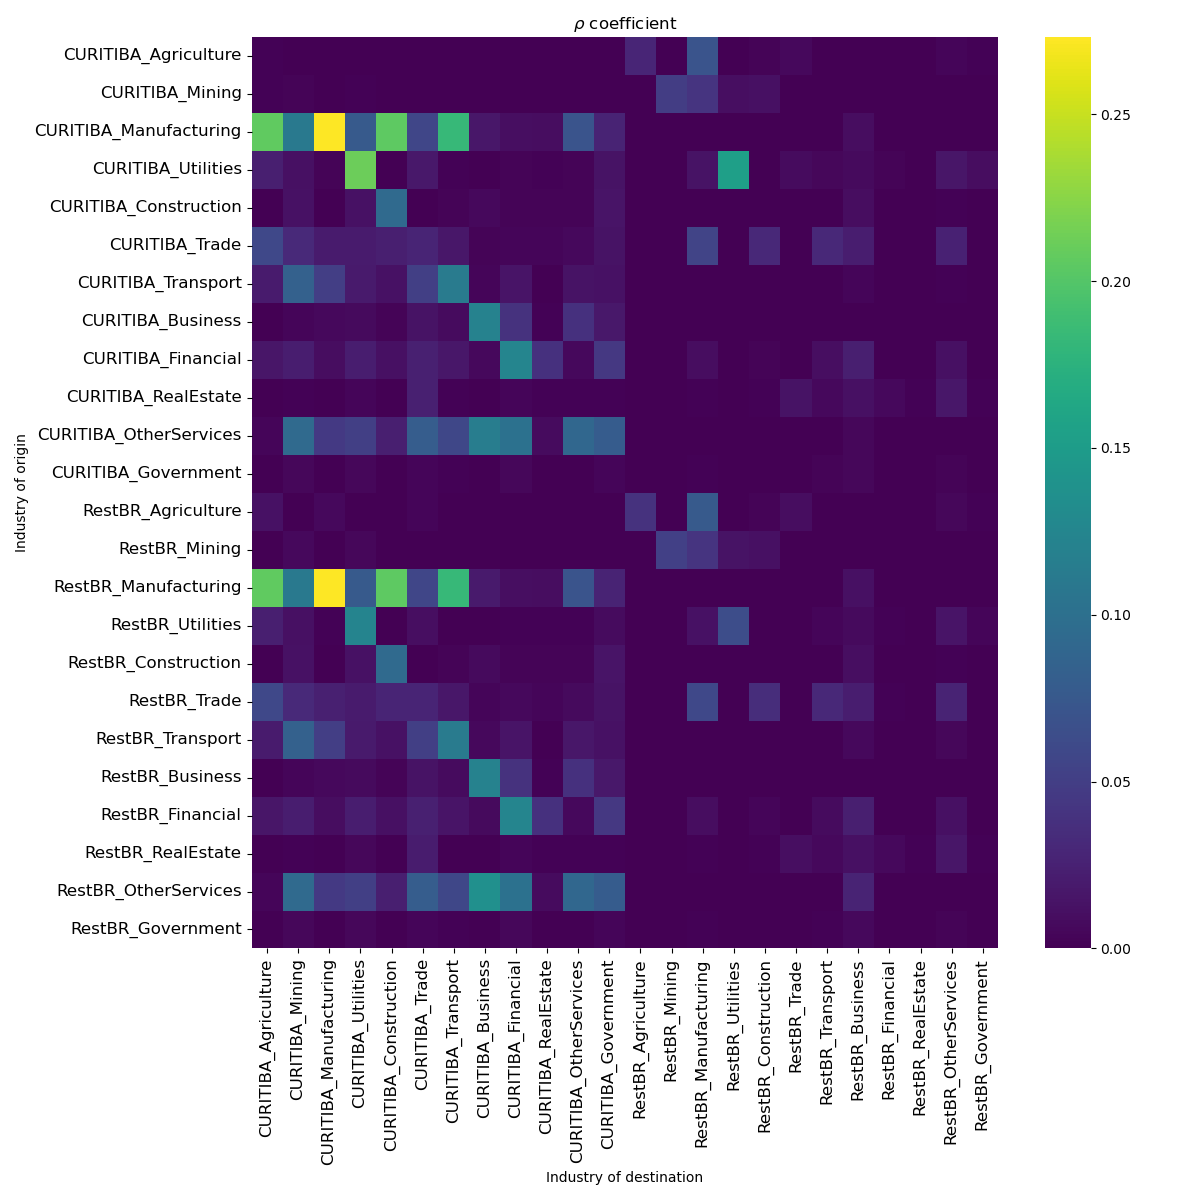 ρ coefficient
Industry of origin
CURITIBA_Agriculture
CURITIBA_Mining
CURITIBA_Manufacturing
CURITIBA_Utilities
CURITIBA_Construction
CURITIBA_Trade
CURITIBA_Transport
CURITIBA_Business
CURITIBA_Financial
CURITIBA_RealEstate
CURITIBA_OtherServices
CURITIBA_Government
RestBR_Agriculture
RestBR_Mining
RestBR_Manufacturing
RestBR_Utilities
RestBR_Construction
RestBR_Trade
RestBR_Transport
RestBR_Business
RestBR_Financial
RestBR_RealEstate
RestBR_OtherServices
RestBR_Government
CURITIBA_Agriculture
CURITIBA_Mining
CURITIBA_Manufacturing
CURITIBA_Utilities
CURITIBA_Construction
CURITIBA_Trade
CURITIBA_Transport
CURITIBA_Business
CURITIBA_Financial
CURITIBA_RealEstate
CURITIBA_OtherServices
CURITIBA_Government
RestBR_Agriculture
RestBR_Mining
RestBR_Manufacturing
RestBR_Utilities
RestBR_Construction
RestBR_Trade
RestBR_Transport
RestBR_Business
RestBR_Financial
RestBR_RealEstate
RestBR_OtherServices
RestBR_Government
Industry of destination
0.25
0.20
0.15
0.10
0.05
0.00